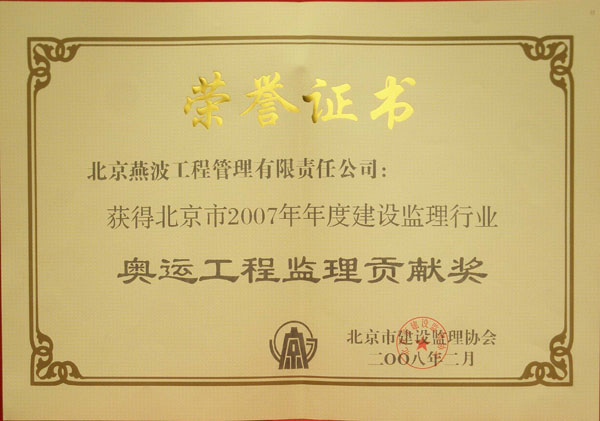 荣誉证书
北京燕波工程管理有限责任公司：
获得北京市2007年年度建设监理行业
奥运工程监理贡献奖
北京市建设监理协会
二〇〇八年二月